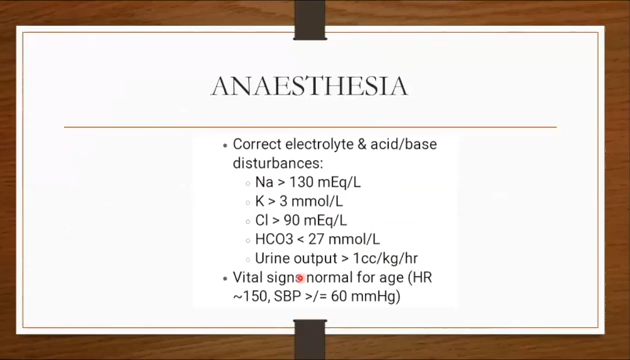 ANAESTHESIA
• Correct electrolyte & acid/base
disturbances:
○ Na > 130 mEq/L
○ K > 3 mmol/L
○ Cl > 90 mEq/L
○ HCO3 < 27 mmol/L
○ Urine output > 1cc/kg/hr
• Vital signs normal for age (HR
~150, SBP >/= 60 mmHg)